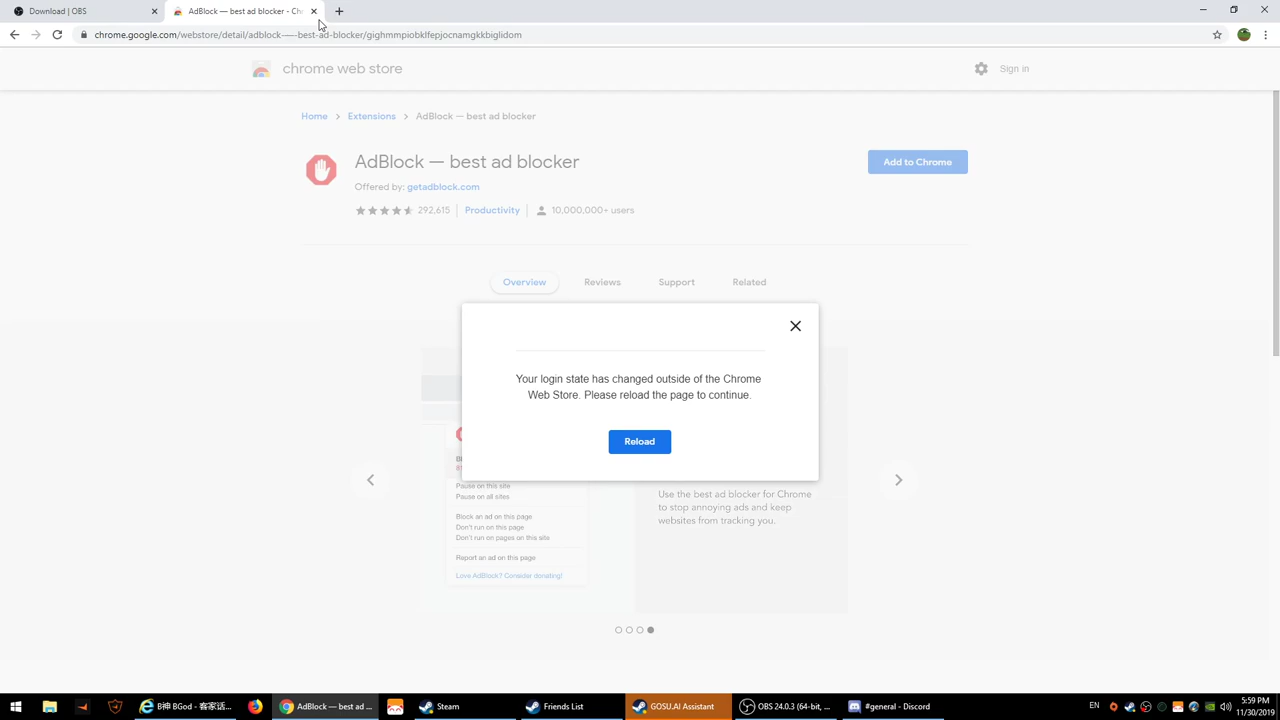 Download | OBS
AdBlock — best ad blocker - Ch
chrome.google.com/webstore/detail/adblock-—-best-ad-blocker/gighmmpiobklfepjocnamgkkbiglidom
chrome web store
Sign in
Home > Extensions > AdBlock — best ad blocker
AdBlock — best ad blocker
Add to Chrome
Offered by: getadblock.com
292,615 | Productivity | 10,000,000+ users
Overview
Reviews
Support
Related
Your login state has changed outside of the Chrome
Web Store. Please reload the page to continue.
Reload
Pause on this site
Pause on all sites
Block an ad on this page
Don't run on this page
Don't run on pages on this site
Report an ad on this page
Love AdBlock? Consider donating!
Use the best ad blocker for Chrome
to stop annoying ads and keep
websites from tracking you.
B神 BGod - 客家话...
AdBlock — best ad ...
Steam
Friends List
GOSU.AI Assistant
OBS 24.0.3 (64-bit, ...
#general - Discord
EN
5:59 PM
11/30/2019